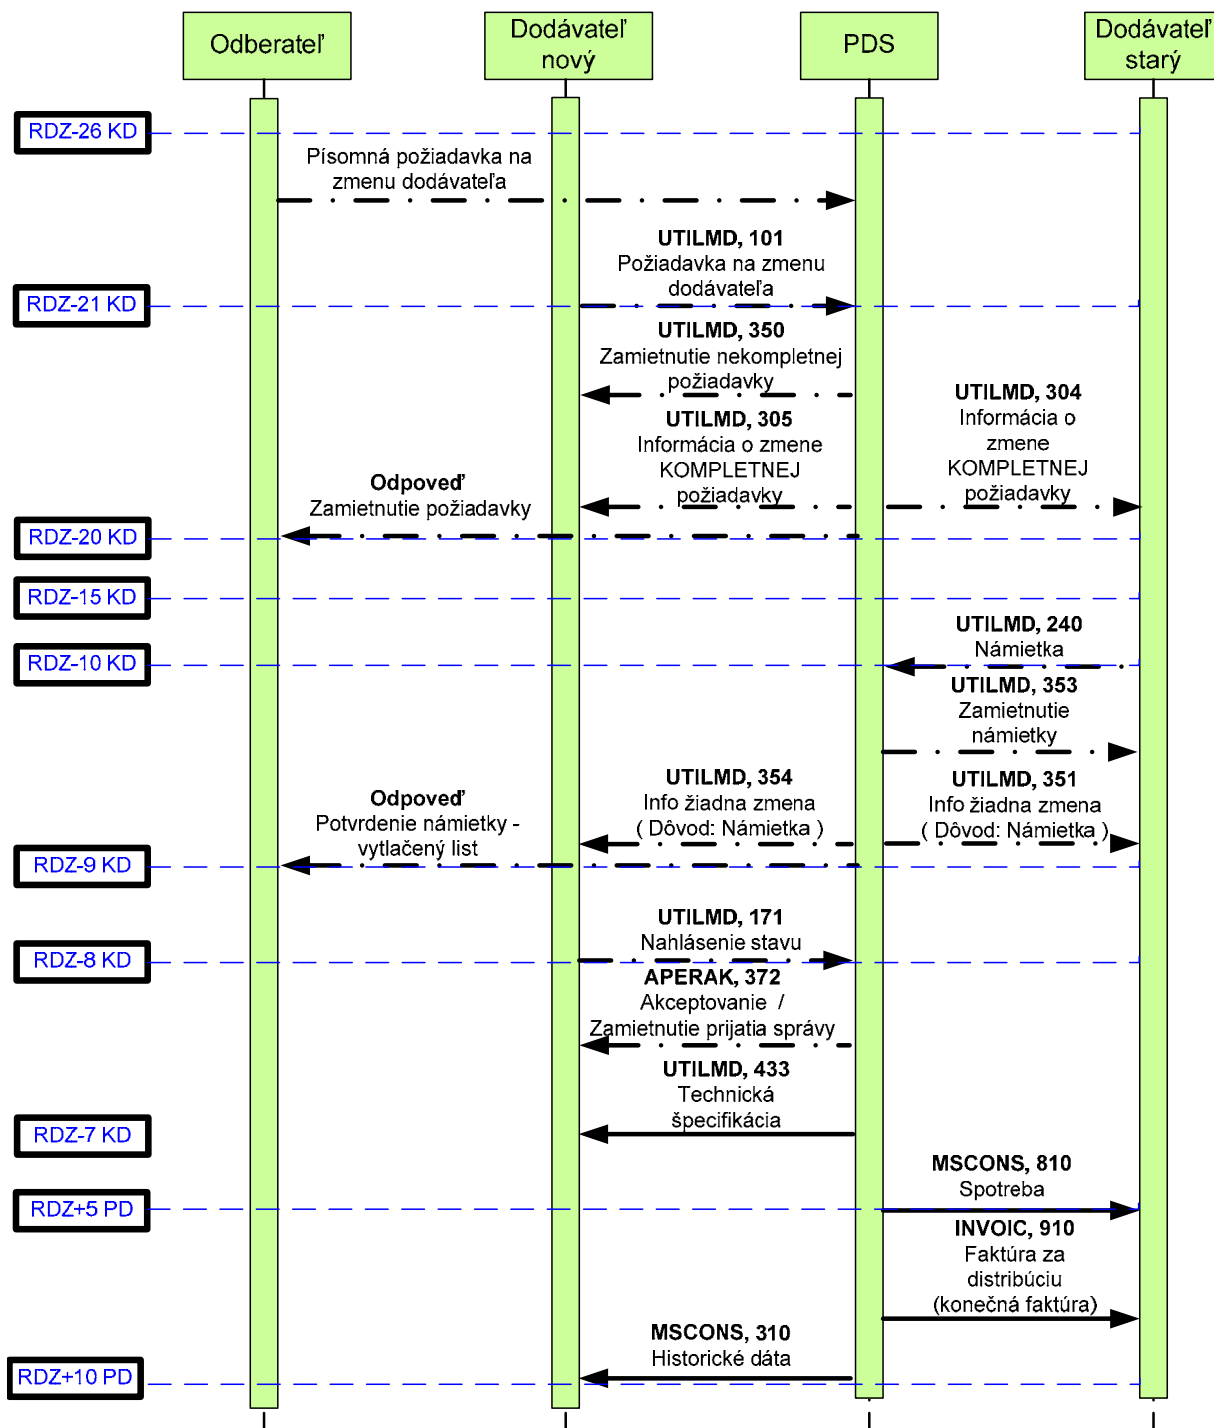 Odberateľ
Dodávateľ
nový
PDS
Dodávateľ
starý
RDZ-26 KD
Písomná požiadavka na
zmenu dodávateľa
UTILMD, 101
Požiadavka na zmenu
dodávateľa
RDZ-21 KD
UTILMD, 350
Zamietnutie nekompletnej
požiadavky
UTILMD, 304
Informácia o
zmene
KOMPLETNEJ
požiadavky
UTILMD, 305
Informácia o zmene
KOMPLETNEJ
požiadavky
Odpoveď
Zamietnutie požiadavky
RDZ-20 KD
RDZ-15 KD
UTILMD, 240
Námietka
RDZ-10 KD
UTILMD, 353
Zamietnutie
námietky
UTILMD, 354
Info žiadna zmena
( Dôvod: Námietka )
UTILMD, 351
Info žiadna zmena
( Dôvod: Námietka )
Odpoveď
Potvrdenie námietky -
vytlačený list
RDZ-9 KD
UTILMD, 171
Nahlásenie stavu
RDZ-8 KD
APERAK, 372
Akceptovanie /
Zamietnutie prijatia správy
UTILMD, 433
Technická
špecifikácia
RDZ-7 KD
MSCONS, 810
Spotreba
RDZ+5 PD
INVOIC, 910
Faktúra za
distribúciu
(konečná faktúra)
MSCONS, 310
Historické dáta
RDZ+10 PD